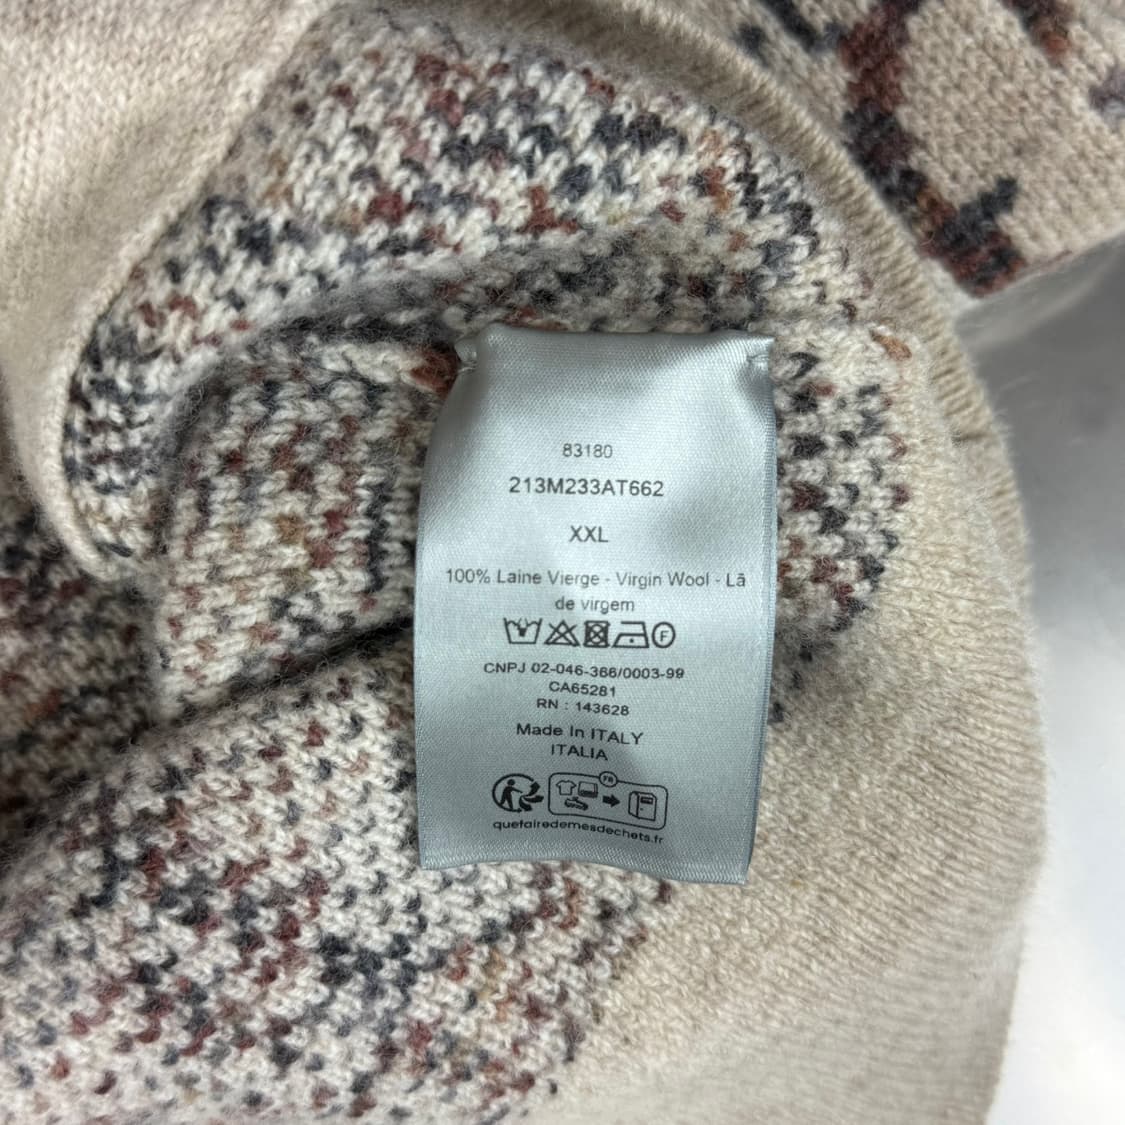 83180
213M233AT662
XXL
100% Laine Vierge - Virgin Wool - Lã
de virgem
CNPJ 02-046-366/0003-99
CA65281
RN : 143628
Made In ITALY
ITALIA
FR
quefairedemesdechets.fr